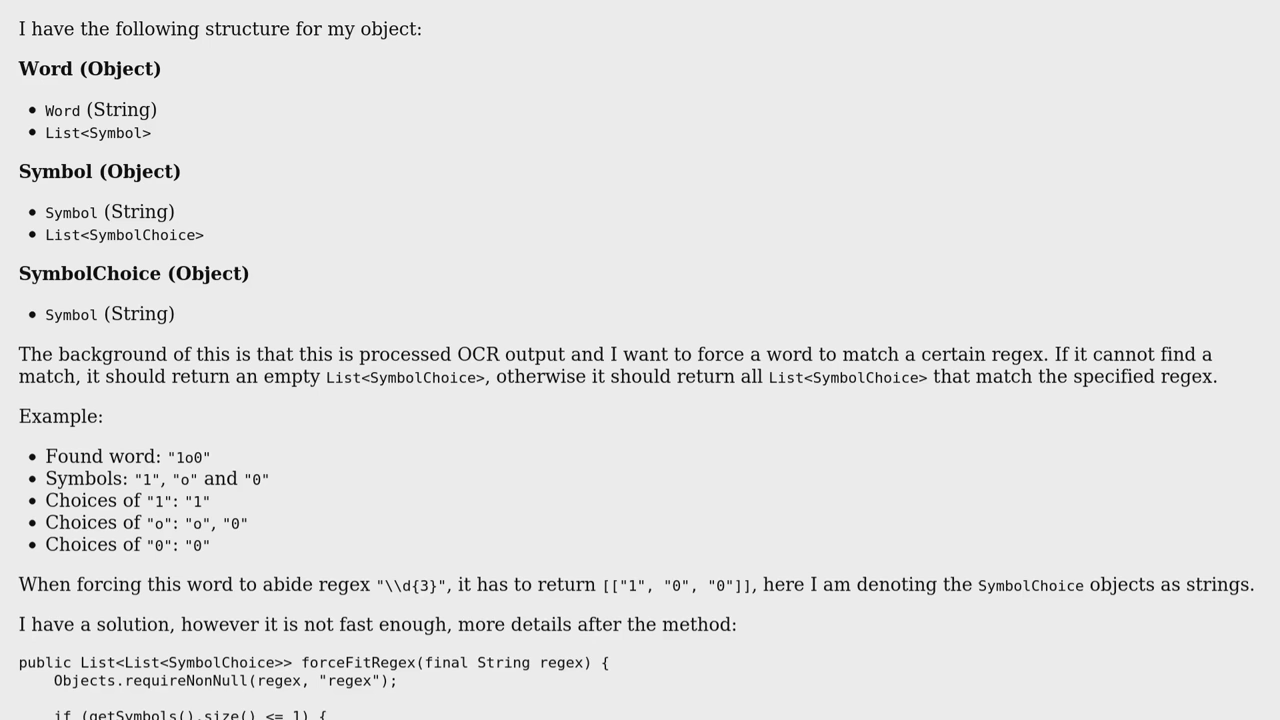 I have the following structure for my object:
Word (Object)
• Word (String)
• List<Symbol>
Symbol (Object)
• Symbol (String)
• List<SymbolChoice>
SymbolChoice (Object)
• Symbol (String)
The background of this is that this is processed OCR output and I want to force a word to match a certain regex. If it cannot find a
match, it should return an empty List<SymbolChoice>, otherwise it should return all List<SymbolChoice> that match the specified regex.
Example:
• Found word: "1o0"
• Symbols: "1", "o" and "0"
• Choices of "1": "1"
• Choices of "o": "o", "0"
• Choices of "0": "0"
When forcing this word to abide regex "\\d{3}", it has to return [["1", "0", "0"]], here I am denoting the SymbolChoice objects as strings.
I have a solution, however it is not fast enough, more details after the method:
public List<List<SymbolChoice>> forceFitRegex(final String regex) {
    Objects.requireNonNull(regex, "regex");
    if (getSymbols().size() <= 1) {